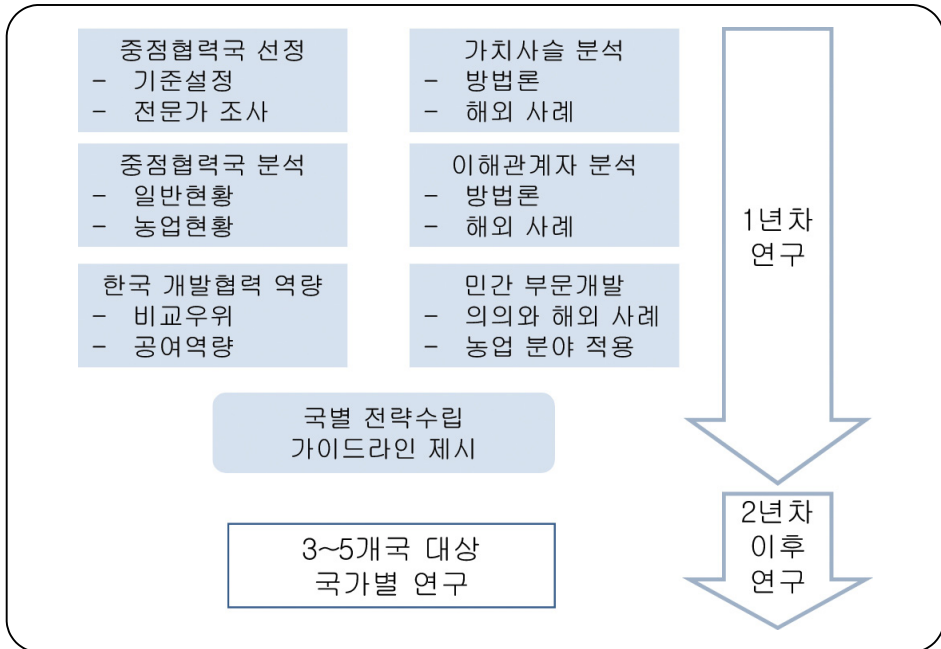 중점협력국 선정
- 기준설정
- 전문가 조사
가치사슬 분석
- 방법론
- 해외 사례
중점협력국 분석
- 일반현황
- 농업현황
이해관계자 분석
- 방법론
- 해외 사례
한국 개발협력 역량
- 비교우위
- 공여역량
민간 부문개발
- 의의와 해외 사례
- 농업 분야 적용
국별 전략수립
가이드라인 제시
1년차
연구
3~5개국 대상
국가별 연구
2년차
이후
연구